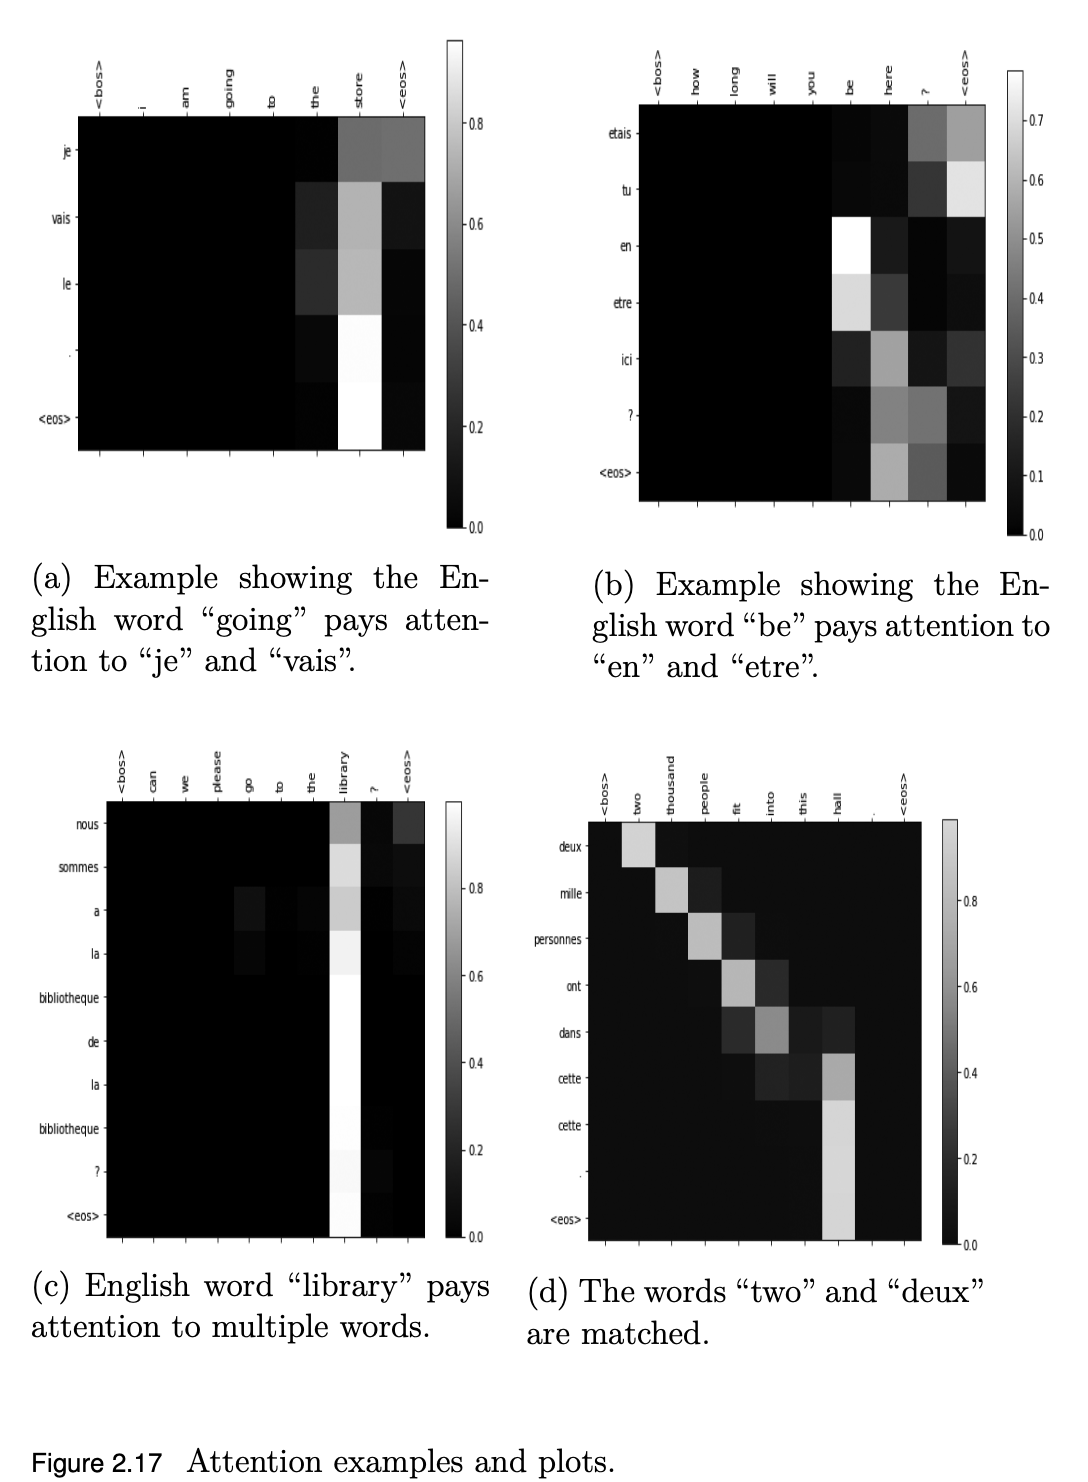 <bos> i am going to the store <eos>
je
vais
le
.
<eos>
0.8
0.6
0.4
0.2
0.0
<bos> how long will you be here ? <eos>
etais
tu
en
etre
ici
?
<eos>
0.7
0.6
0.5
0.4
0.3
0.2
0.1
0.0
(a) Example showing the En-
glish word “going” pays atten-
tion to “je” and “vais”.
(b) Example showing the En-
glish word “be” pays attention to
“en” and “etre”.
<bos> can we please go to the library ? <eos>
nous
sommes
a
la
bibliotheque
de
la
bibliotheque
?
<eos>
0.8
0.6
0.4
0.2
0.0
<bos> two thousand people fit into this hall . <eos>
deux
mille
personnes
ont
dans
cette
cette
.
<eos>
0.8
0.6
0.4
0.2
0.0
(c) English word “library” pays
attention to multiple words.
(d) The words “two” and “deux”
are matched.
Figure 2.17 Attention examples and plots.